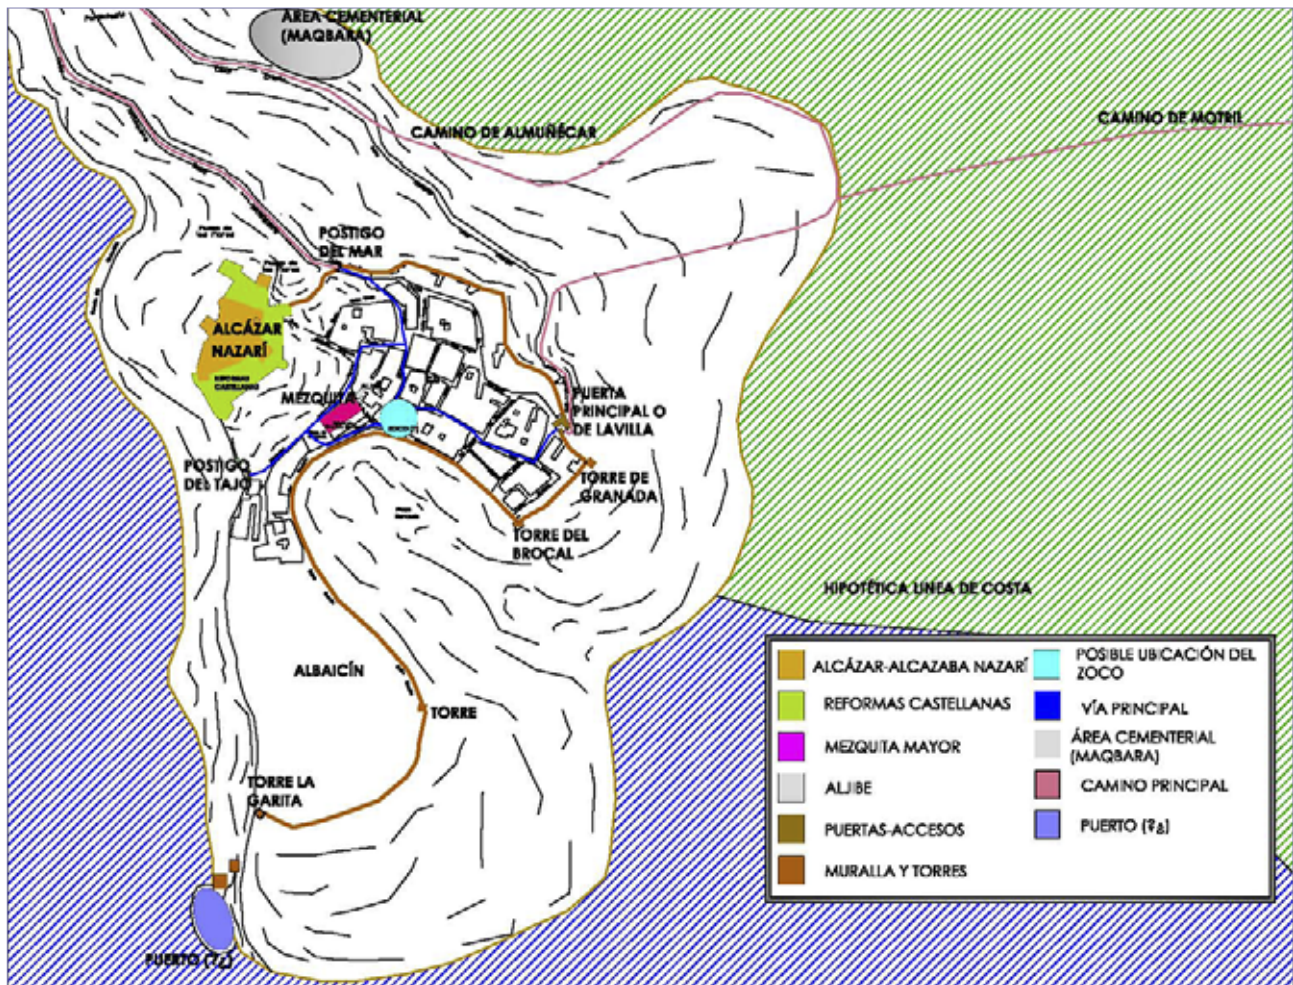 ÁREA CEMENTERIAL
(MAQBARA)
CAMINO DE ALMUÑÉCAR
CAMINO DE MOTRIL
POSTIGO
DEL MAR
ALCÁZAR
NAZARÍ
REFORMAS
CASTELLANAS
MEZQUITA
ZOCO
PUERTA
PRINCIPAL O
DE LAVILLA
POSTIGO
DEL TAJO
TORRE DE
GRANADA
TORRE DEL
BROCAL
HIPOTÉTICA LINEA DE COSTA
ALBAICÍN
TORRE
TORRE LA
GARITA
PUERTO (?¿)
ALCÁZAR-ALCAZABA NAZARÍ
REFORMAS CASTELLANAS
MEZQUITA MAYOR
ALJIBE
PUERTAS-ACCESOS
MURALLA Y TORRES
POSIBLE UBICACIÓN DEL
ZOCO
VÍA PRINCIPAL
ÁREA CEMENTERIAL
(MAQBARA)
CAMINO PRINCIPAL
PUERTO (?¿)